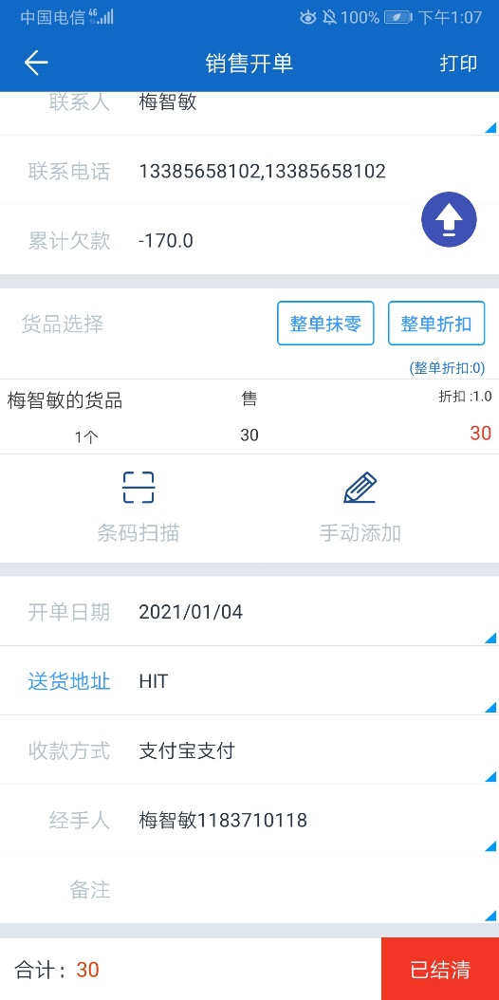 中国电信 4G 100% 下午1:07
销售开单 打印
联系人 梅智敏
联系电话 13385658102,13385658102
累计欠款 -170.0
货品选择 整单抹零 整单折扣
(整单折扣:0)
梅智敏的货品 售 折扣 :1.0
1个 30 30
条码扫描 手动添加
开单日期 2021/01/04
送货地址 HIT
收款方式 支付宝支付
经手人 梅智敏1183710118
备注
合计: 30 已结清